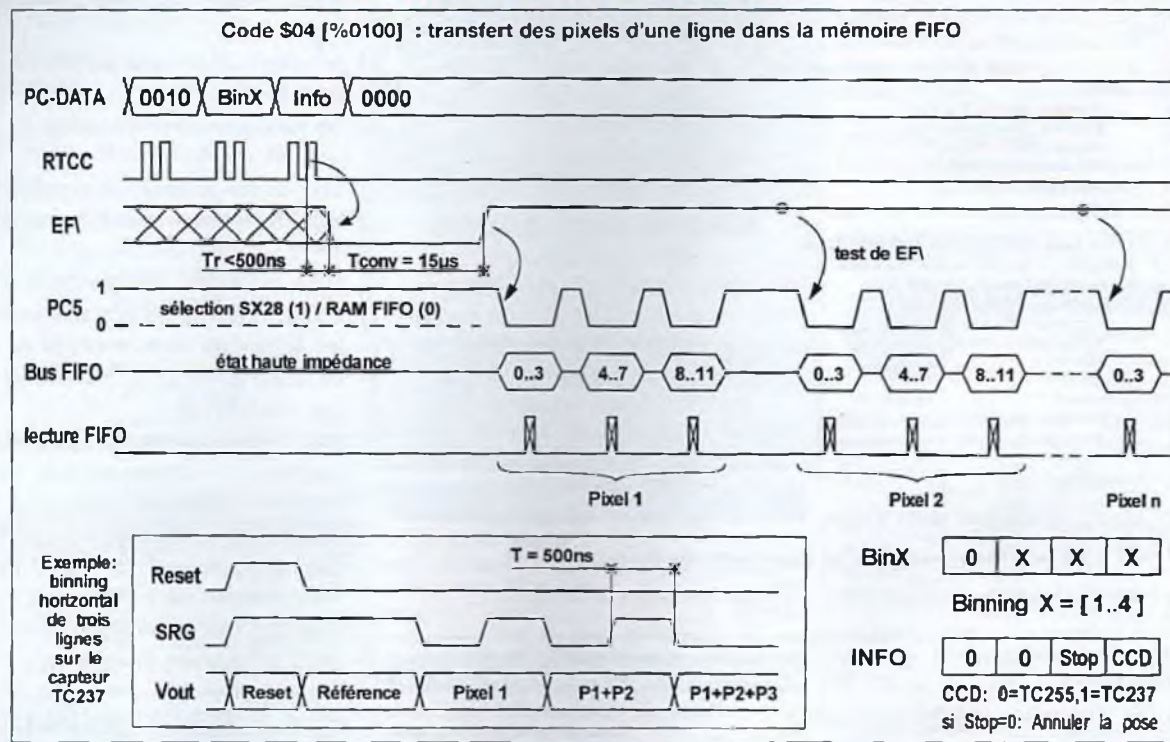 Code $04 [%0100] : transfert des pixels d'une ligne dans la mémoire FIFO
PC-DATA 0010 BinX Info 0000
RTCC
EF\
Tr <500ns Tconv = 15µs
test de EF\
PC5 1 sélection SX28 (1) / RAM FIFO (0)
0
Bus FIFO état haute impédance 0..3 4..7 8..11 0..3 4..7 8..11 0..3
lecture FIFO
Pixel 1 Pixel 2 Pixel n
Exemple:
binning
horizontal
de trois
lignes
sur le
capteur
TC237
Reset T = 500ns
SRG
Vout Reset Référence Pixel 1 P1+P2 P1+P2+P3
BinX 0 X X X
Binning X = [ 1..4 ]
INFO 0 0 Stop CCD
CCD: 0=TC255,1=TC237
si Stop=0: Annuler la pose